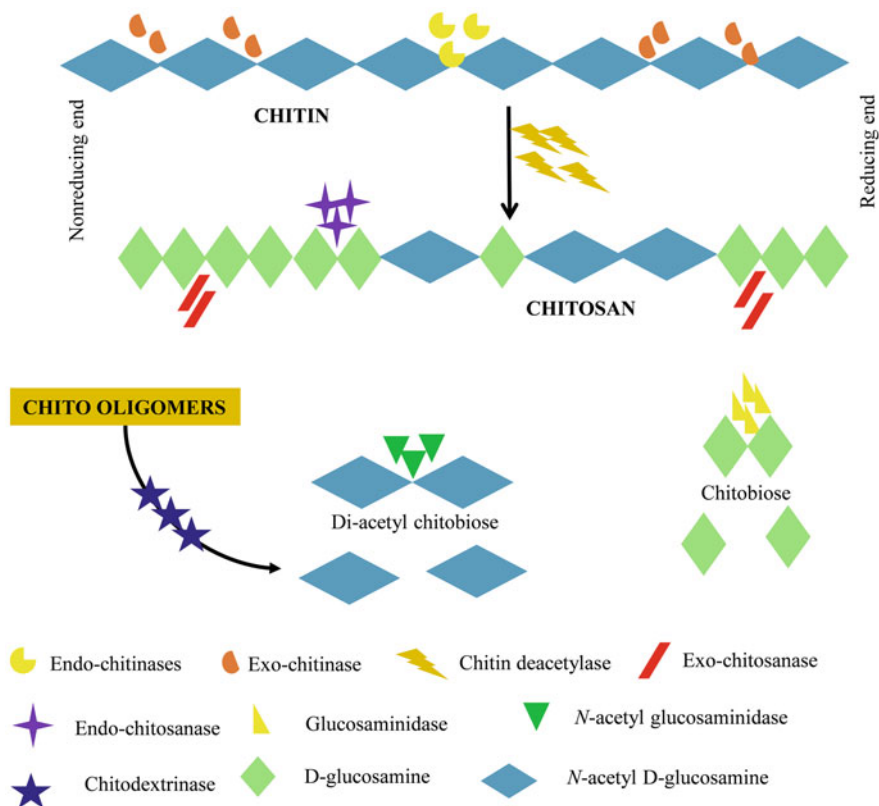 CHITIN
Nonreducing end
Reducing end
CHITOSAN
CHITO OLIGOMERS
Di-acetyl chitobiose
Chitobiose
Endo-chitinases
Exo-chitinase
Chitin deacetylase
Exo-chitosanase
Endo-chitosanase
Glucosaminidase
N-acetyl glucosaminidase
Chitodextrinase
D-glucosamine
N-acetyl D-glucosamine